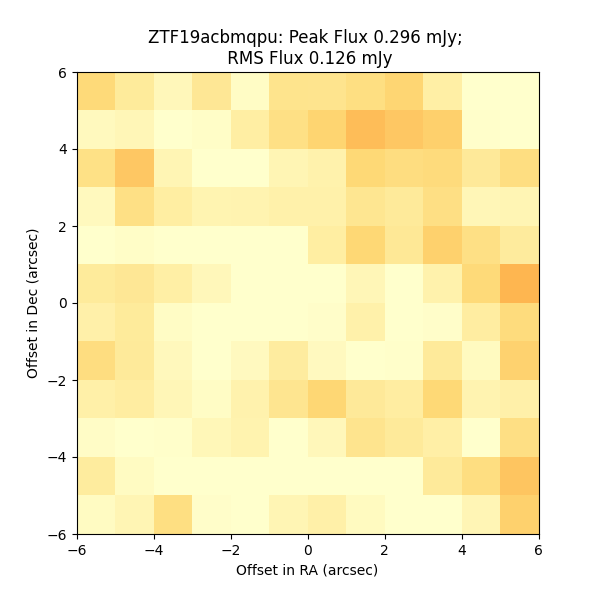 ZTF19acbmqpu: Peak Flux 0.296 mJy;
RMS Flux 0.126 mJy
6
4
2
0
−2
−4
−6
Offset in Dec (arcsec)
−6 −4 −2 0 2 4 6
Offset in RA (arcsec)